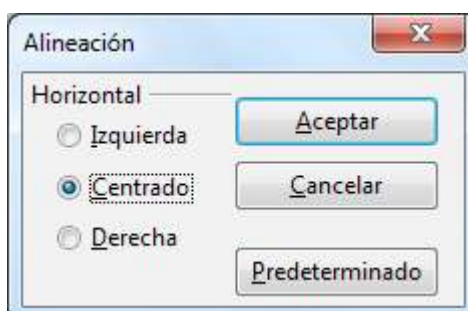 Alineación
Horizontal
Izquierda
Centrado
Derecha
Aceptar
Cancelar
Predeterminado